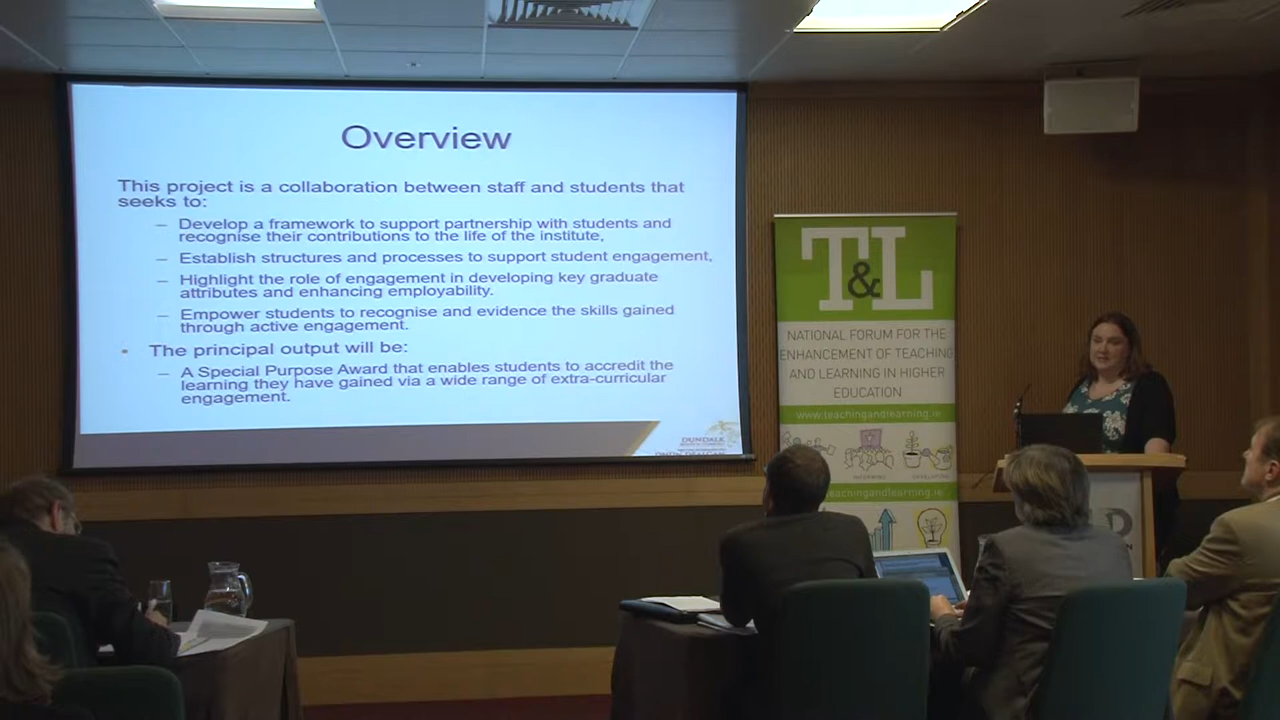 Overview
This project is a collaboration between staff and students that
seeks to:
– Develop a framework to support partnership with students and
recognise their contributions to the life of the institute,
– Establish structures and processes to support student engagement,
– Highlight the role of engagement in developing key graduate
attributes and enhancing employability.
– Empower students to recognise and evidence the skills gained
through active engagement.
• The principal output will be:
– A Special Purpose Award that enables students to accredit the
learning they have gained via a wide range of extra-curricular
engagement.
DUNDALK
T&L
NATIONAL FORUM FOR THE
ENHANCEMENT OF TEACHING
AND LEARNING IN HIGHER
EDUCATION
www.teachingandlearning.ie
teachingandlearning.ie